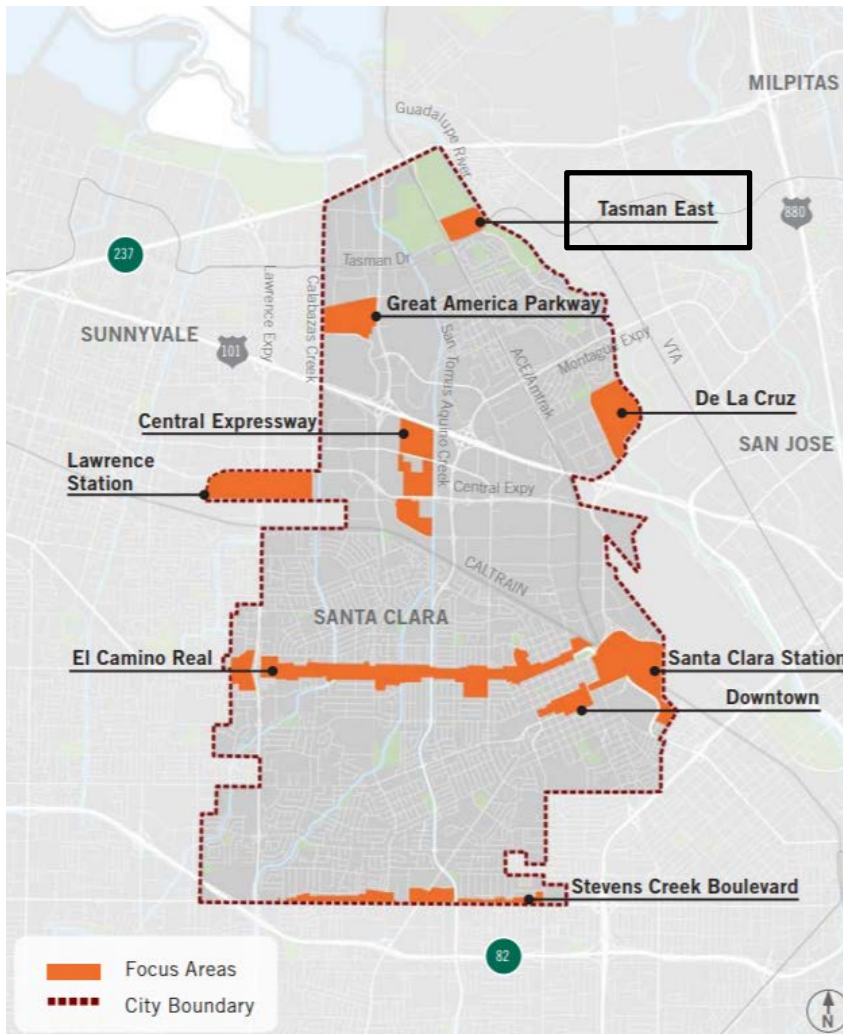 MILPITAS
Guadalupe River
Tasman East
880
237
Tasman Dr
Lawrence Expy
Calabazas Creek
Great America Parkway
SUNNYVALE
101
San Tomas Aquino Creek
ACE/Amtrak
Montague Expy
VTA
De La Cruz
Central Expressway
SAN JOSE
Lawrence
Station
Central Expy
CALTRAIN
SANTA CLARA
El Camino Real
Santa Clara Station
Downtown
Stevens Creek Boulevard
82
Focus Areas
City Boundary
N